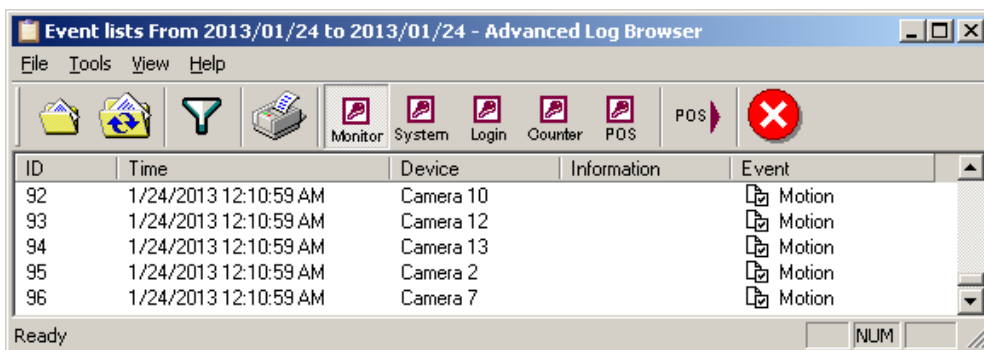 Event lists From 2013/01/24 to 2013/01/24 - Advanced Log Browser
File Tools View Help
Monitor System Login Counter POS POS
ID Time Device Information Event
92 1/24/2013 12:10:59 AM Camera 10 Motion
93 1/24/2013 12:10:59 AM Camera 12 Motion
94 1/24/2013 12:10:59 AM Camera 13 Motion
95 1/24/2013 12:10:59 AM Camera 2 Motion
96 1/24/2013 12:10:59 AM Camera 7 Motion
Ready NUM